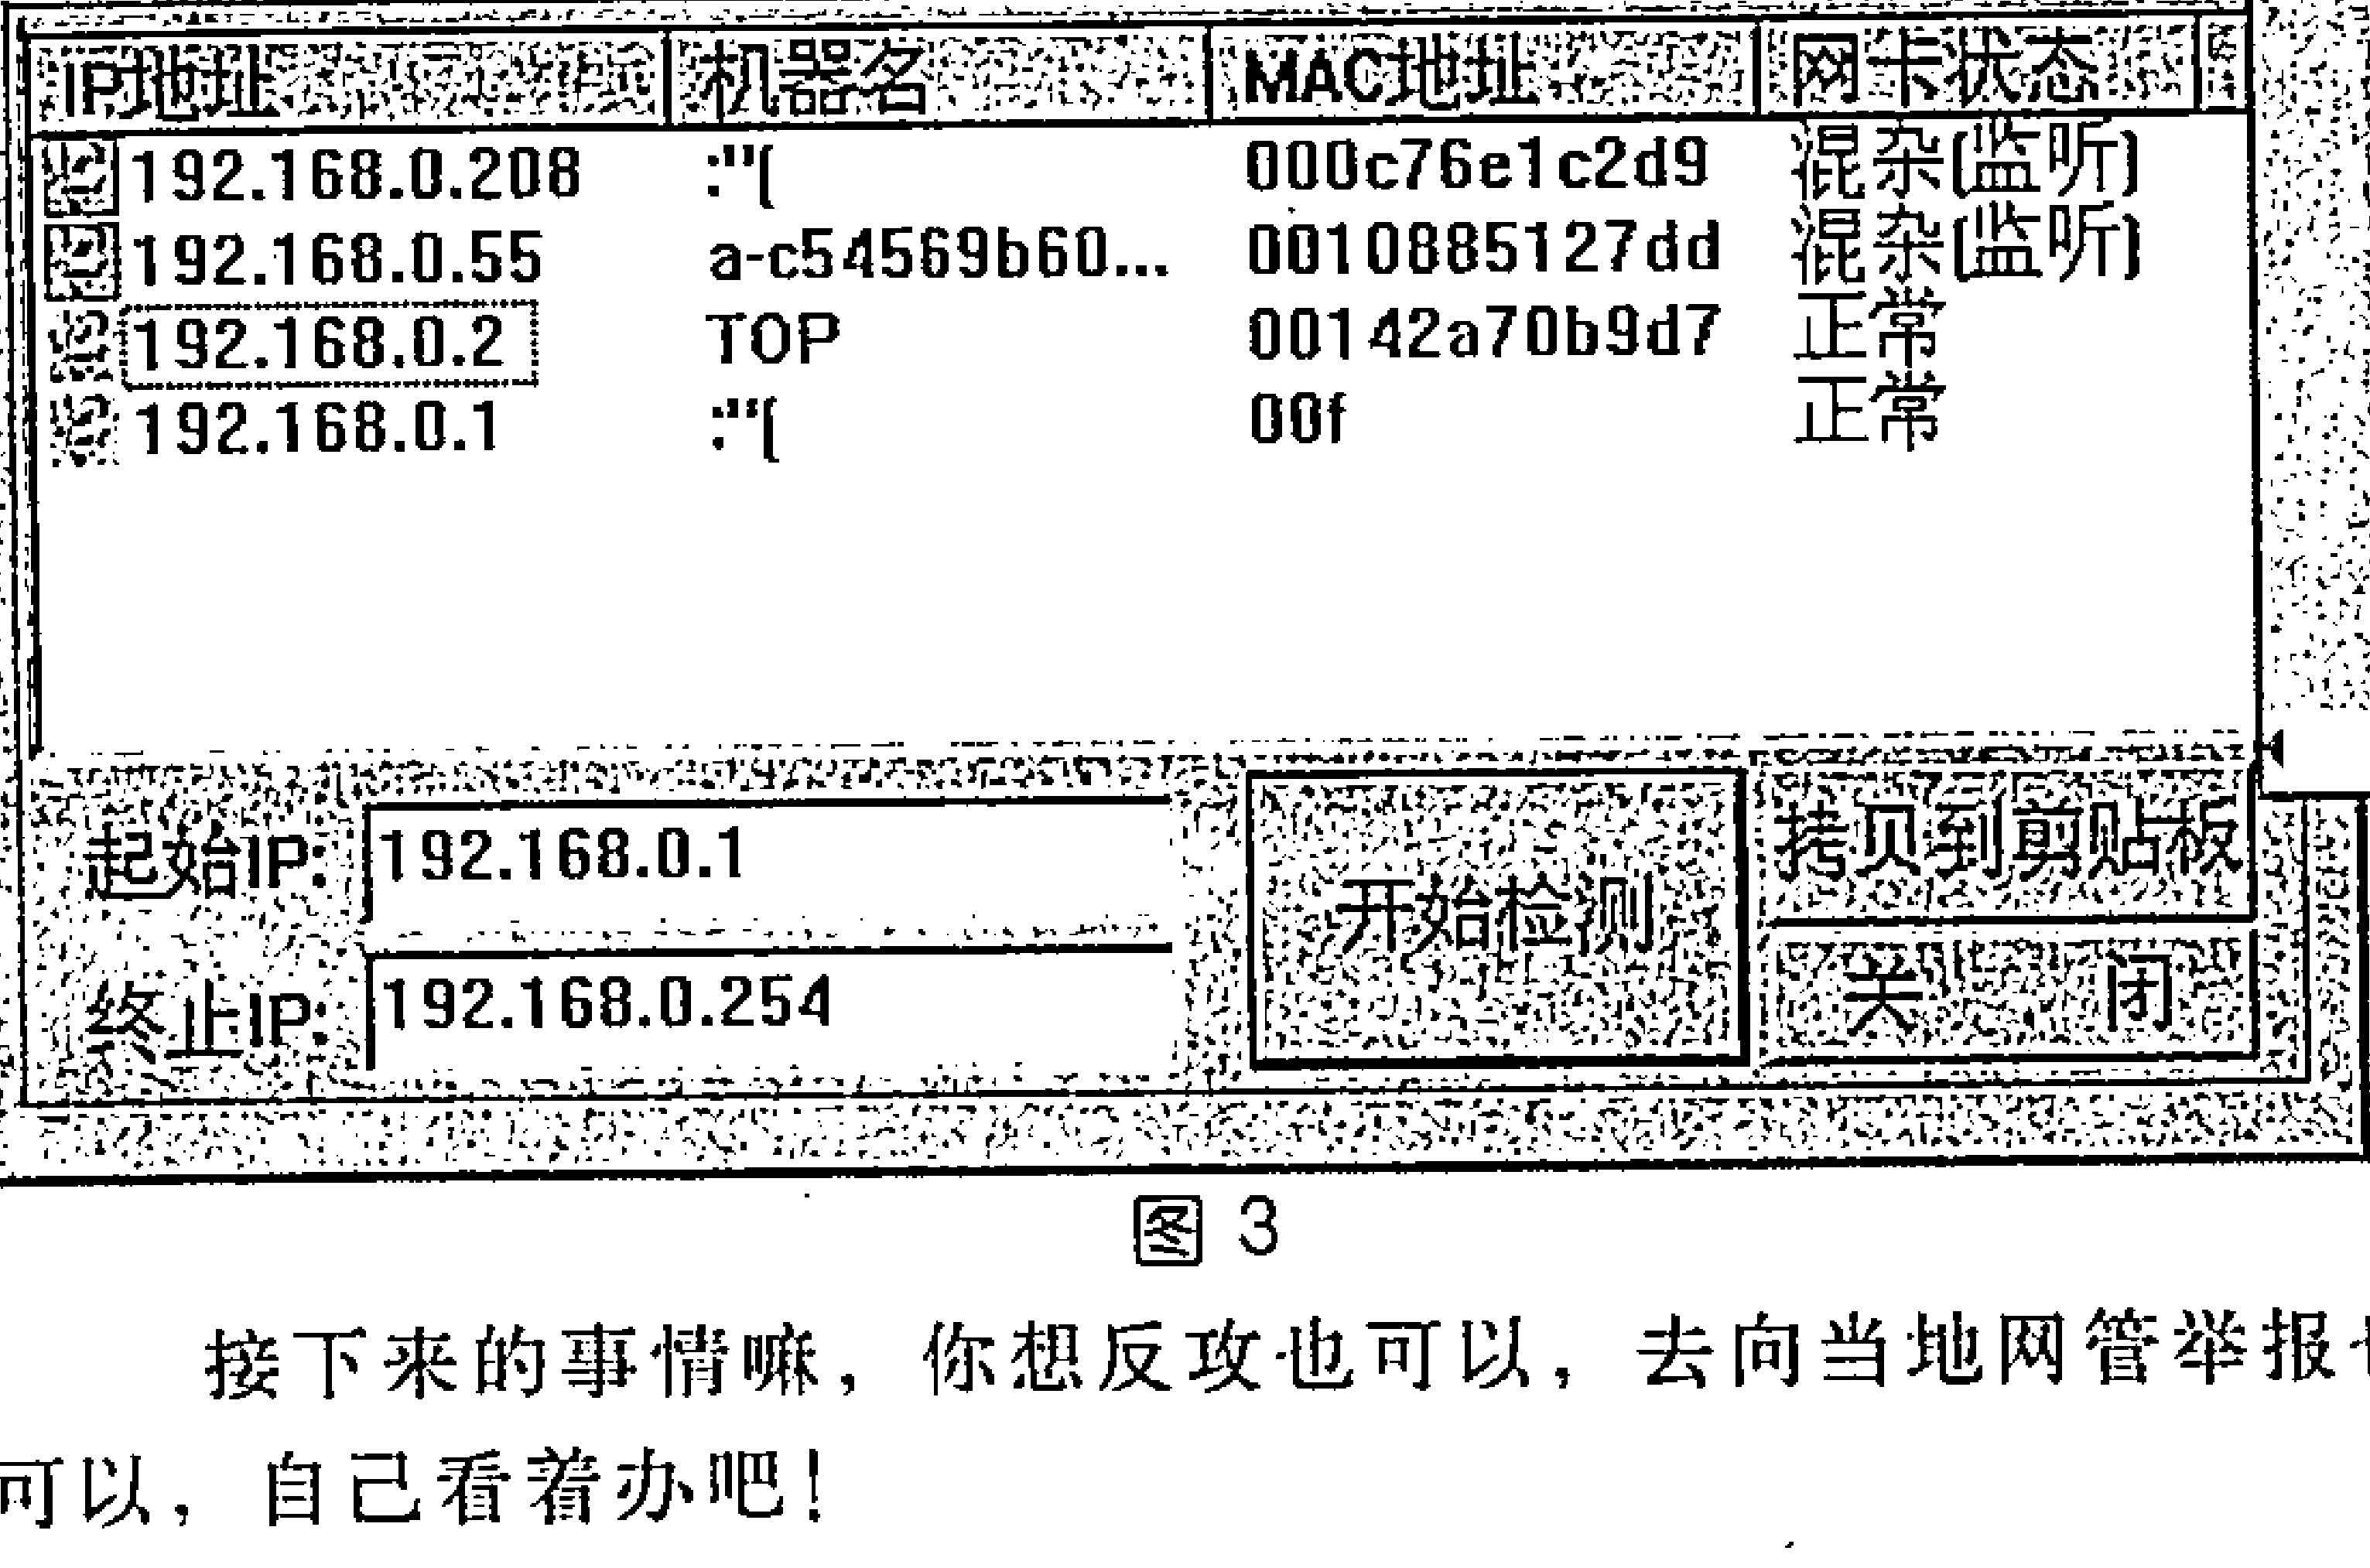 IP地址 机器名 MAC地址 网卡状态
192.168.0.208 :"( 000c76e1c2d9 混杂(监听)
192.168.0.55 a-c54569b60... 0010885127dd 混杂(监听)
192.168.0.2 TOP 00142a70b9d7 正常
192.168.0.1 :"( 00f 正常
起始IP: 192.168.0.1
终止IP: 192.168.0.254
开始检测
拷贝到剪贴板
关 闭
图 3
接下来的事情嘛，你想反攻也可以，去向当地网管举报也
可以，自己看着办吧！